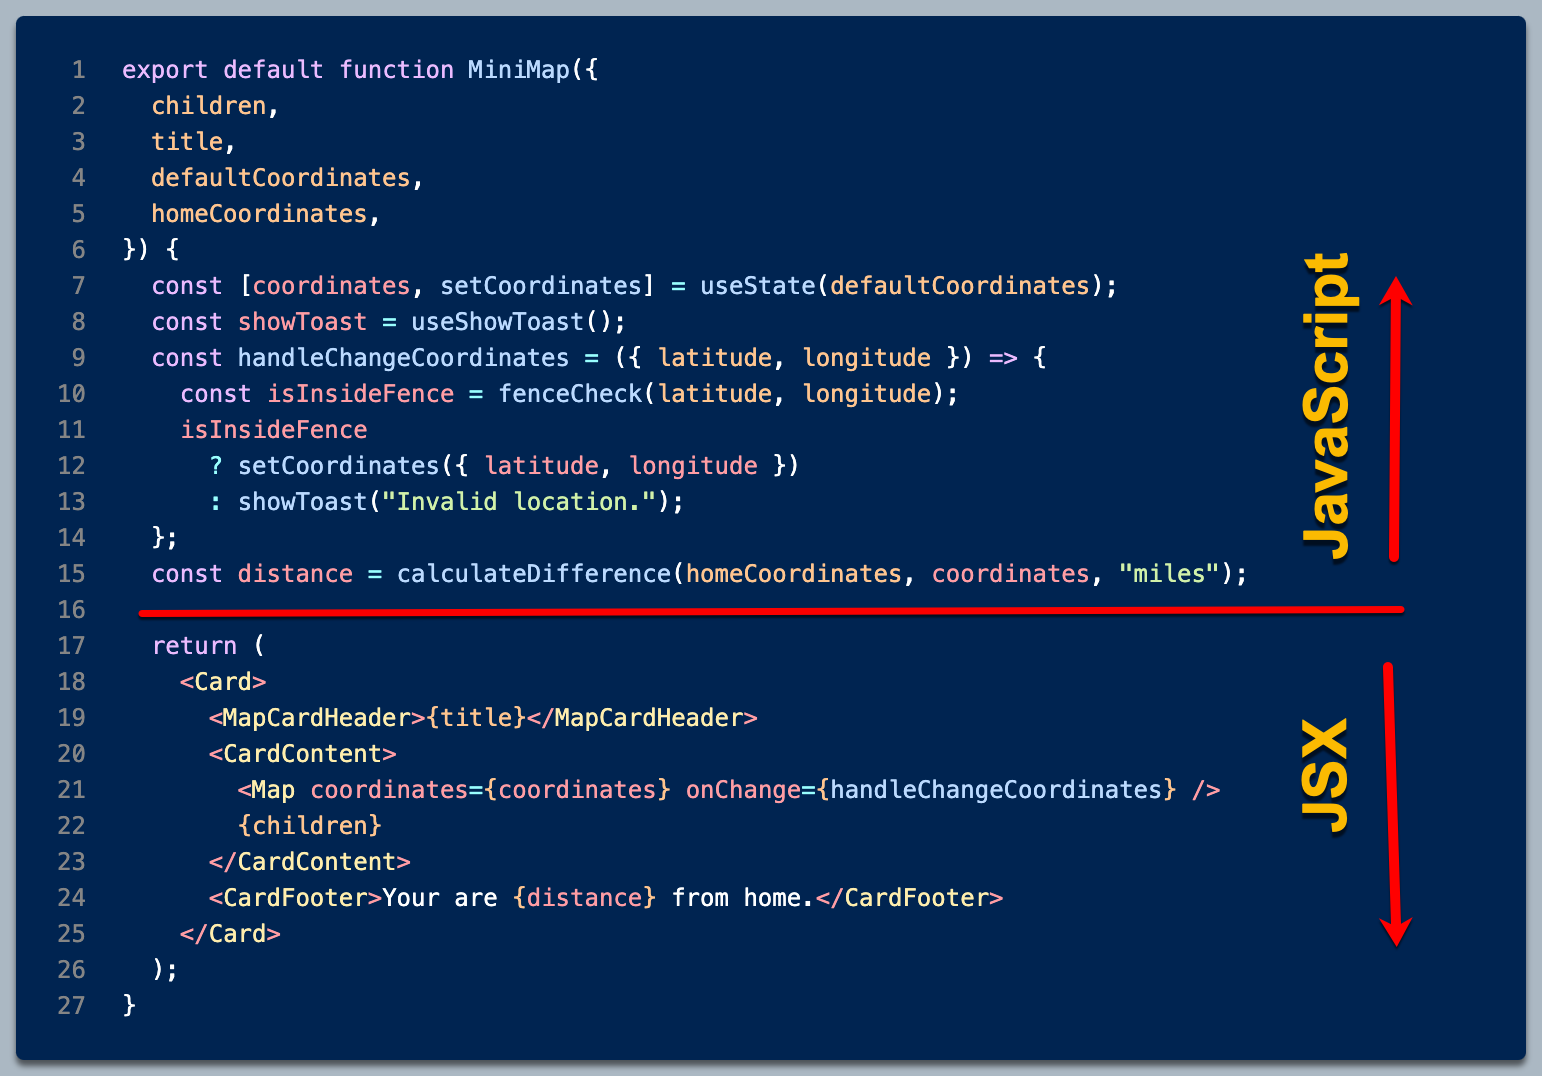 1 export default function MiniMap({
2 children,
3 title,
4 defaultCoordinates,
5 homeCoordinates,
6 }) {
7 const [coordinates, setCoordinates] = useState(defaultCoordinates);
8 const showToast = useShowToast();
9 const handleChangeCoordinates = ({ latitude, longitude }) => {
10 const isInsideFence = fenceCheck(latitude, longitude);
11 isInsideFence
12 ? setCoordinates({ latitude, longitude })
13 : showToast("Invalid location.");
14 };
15 const distance = calculateDifference(homeCoordinates, coordinates, "miles");
16
17 return (
18 <Card>
19 <MapCardHeader>{title}</MapCardHeader>
20 <CardContent>
21 <Map coordinates={coordinates} onChange={handleChangeCoordinates} />
22 {children}
23 </CardContent>
24 <CardFooter>Your are {distance} from home.</CardFooter>
25 </Card>
26 );
27 }
JavaScript
JSX